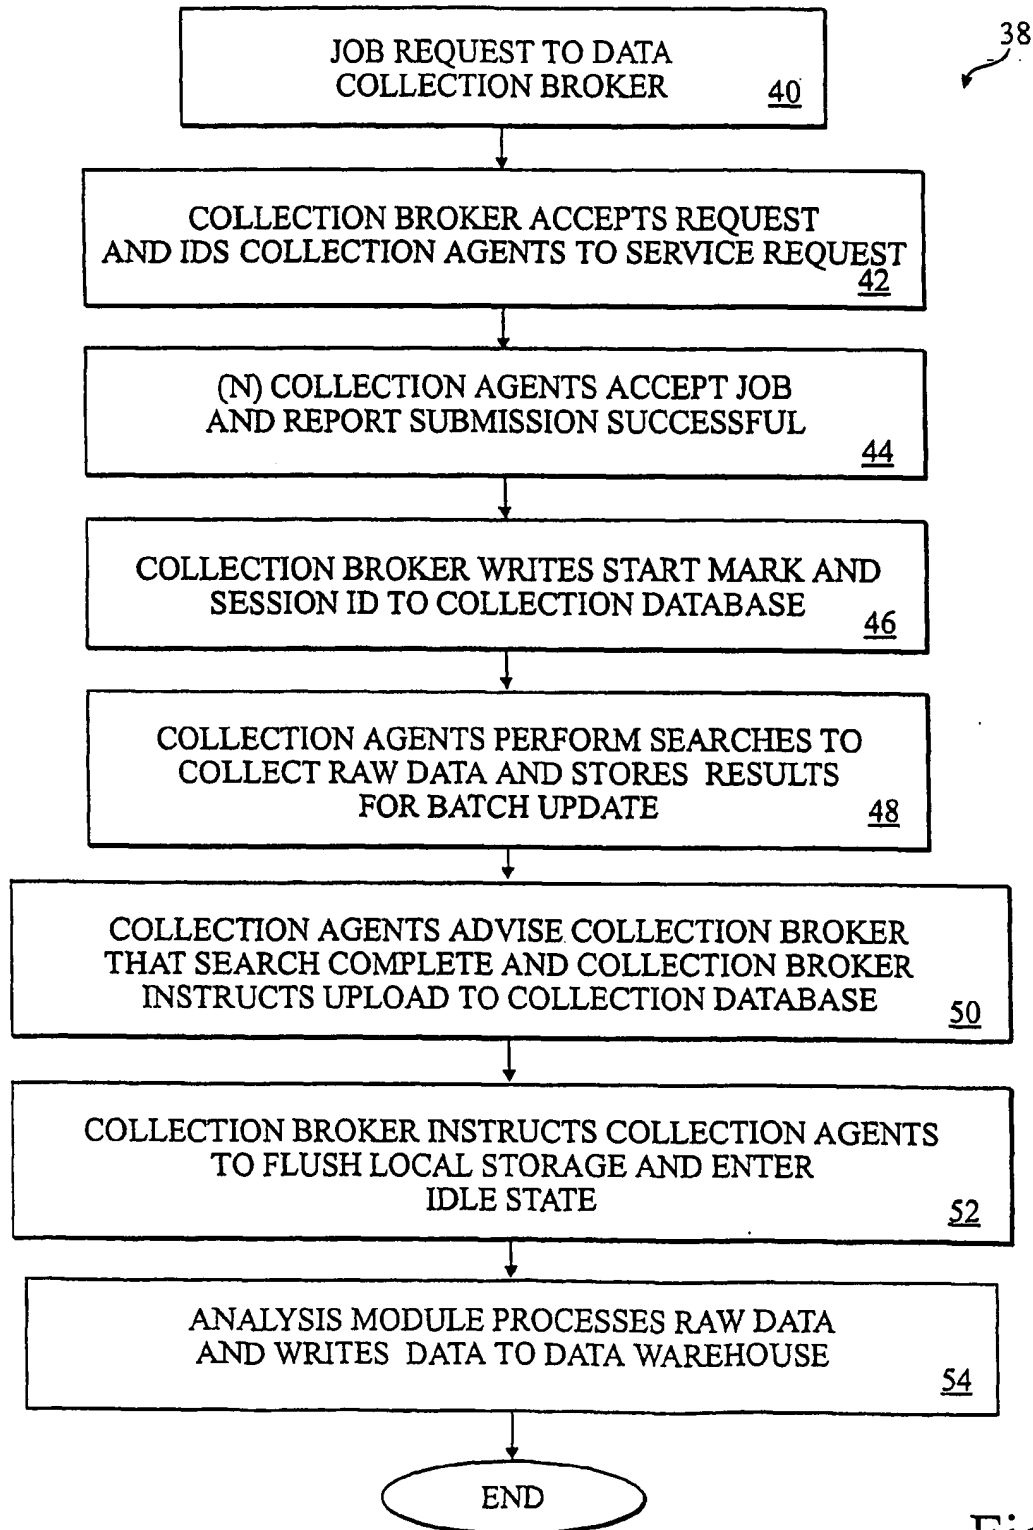 38
JOB REQUEST TO DATA
COLLECTION BROKER
40
COLLECTION BROKER ACCEPTS REQUEST
AND IDS COLLECTION AGENTS TO SERVICE REQUEST
42
(N) COLLECTION AGENTS ACCEPT JOB
AND REPORT SUBMISSION SUCCESSFUL
44
COLLECTION BROKER WRITES START MARK AND
SESSION ID TO COLLECTION DATABASE
46
COLLECTION AGENTS PERFORM SEARCHES TO
COLLECT RAW DATA AND STORES RESULTS
FOR BATCH UPDATE
48
COLLECTION AGENTS ADVISE COLLECTION BROKER
THAT SEARCH COMPLETE AND COLLECTION BROKER
INSTRUCTS UPLOAD TO COLLECTION DATABASE
50
COLLECTION BROKER INSTRUCTS COLLECTION AGENTS
TO FLUSH LOCAL STORAGE AND ENTER
IDLE STATE
52
ANALYSIS MODULE PROCESSES RAW DATA
AND WRITES DATA TO DATA WAREHOUSE
54
END